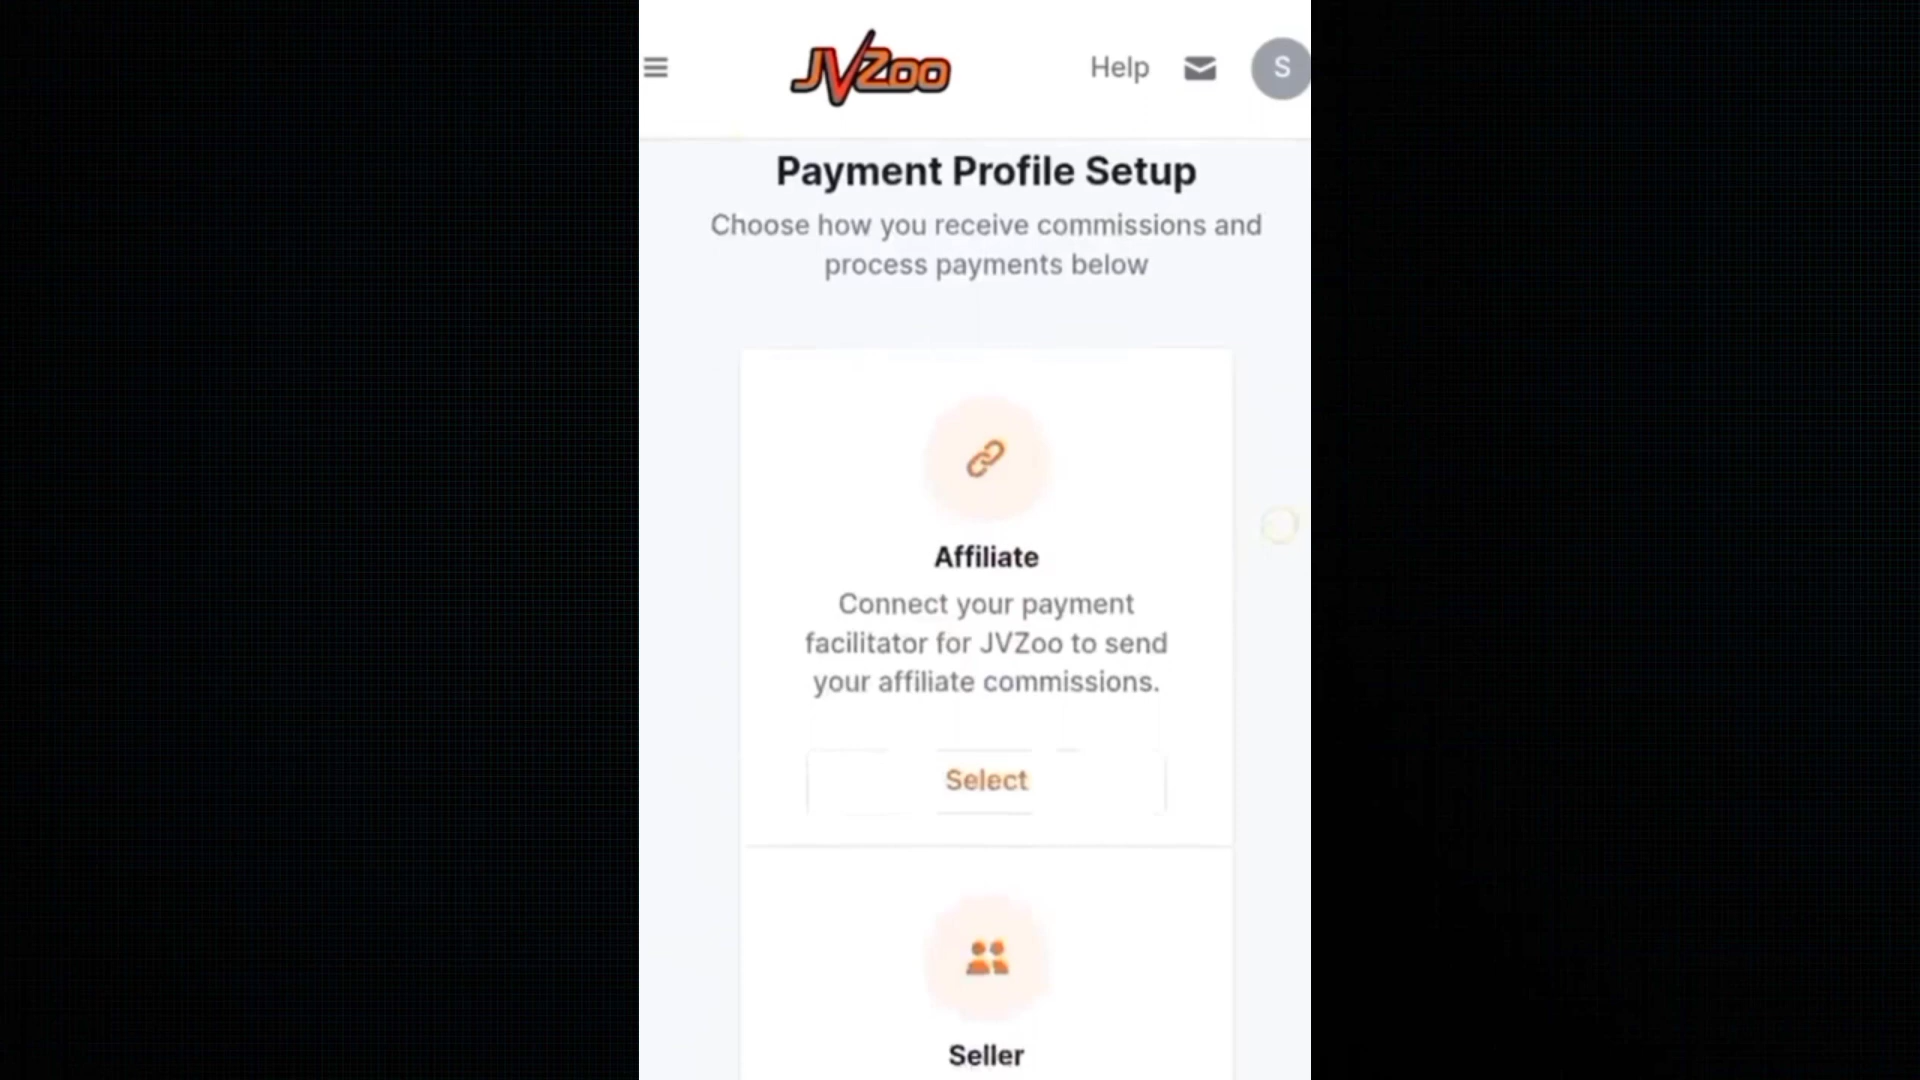 JVZoo
Help
S
Payment Profile Setup
Choose how you receive commissions and
process payments below
Affiliate
Connect your payment
facilitator for JVZoo to send
your affiliate commissions.
Select
Seller